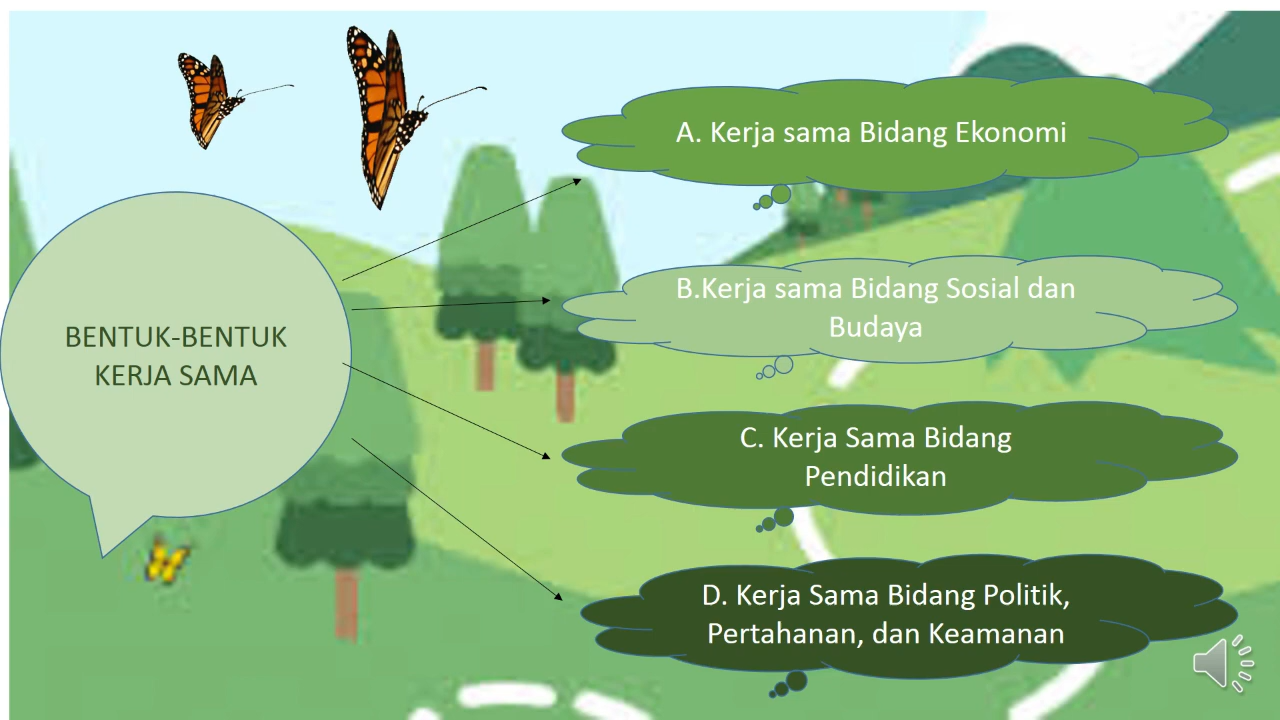 BENTUK-BENTUK
KERJA SAMA
A. Kerja sama Bidang Ekonomi
B.Kerja sama Bidang Sosial dan
Budaya
C. Kerja Sama Bidang
Pendidikan
D. Kerja Sama Bidang Politik,
Pertahanan, dan Keamanan